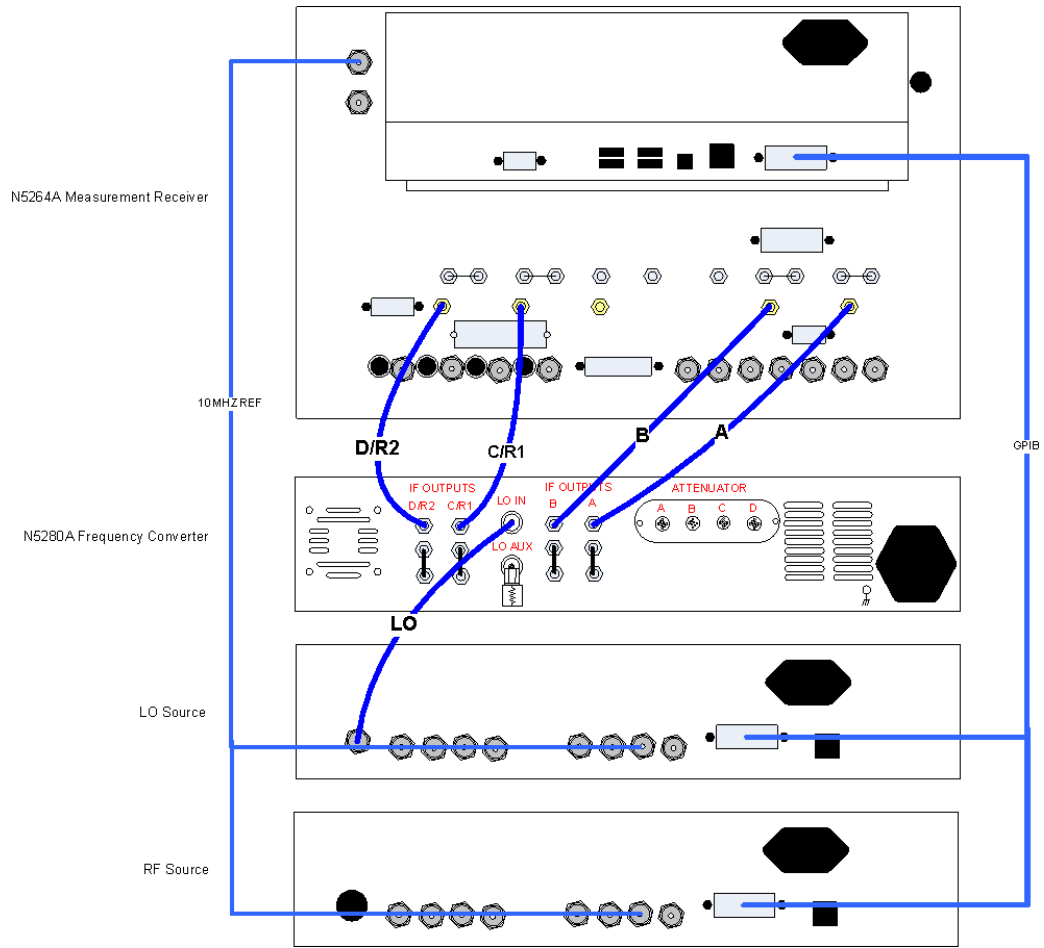 N5264A Measurement Receiver
10MHZ REF
GPIB
D/R2
C/R1
B
A
N5280A Frequency Converter
IF OUTPUTS
D/R2 C/R1
LO IN
LO AUX
IF OUTPUTS
B A
ATTENUATOR
A B C D
LO
LO Source
RF Source